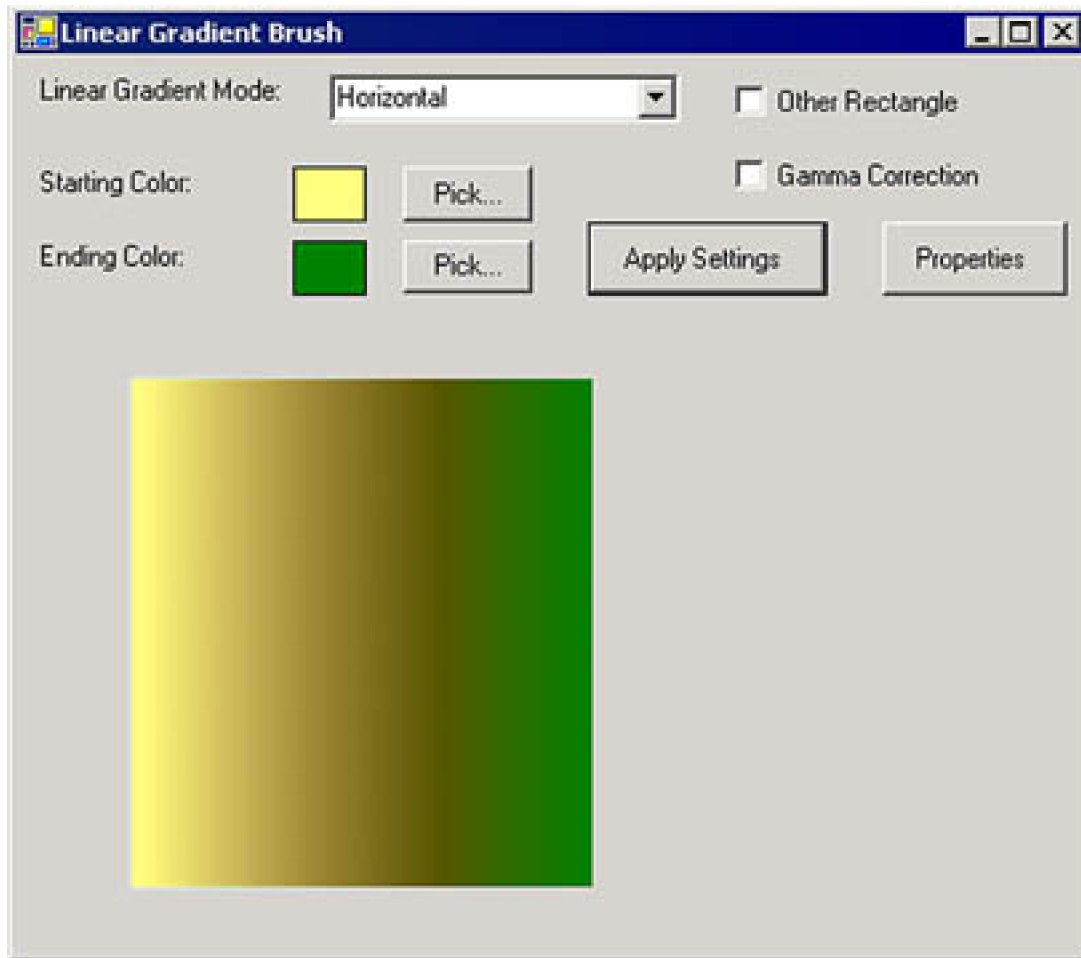 Linear Gradient Brush
Linear Gradient Mode:
Horizontal
Other Rectangle
Gamma Correction
Starting Color:
Pick...
Ending Color:
Pick...
Apply Settings
Properties